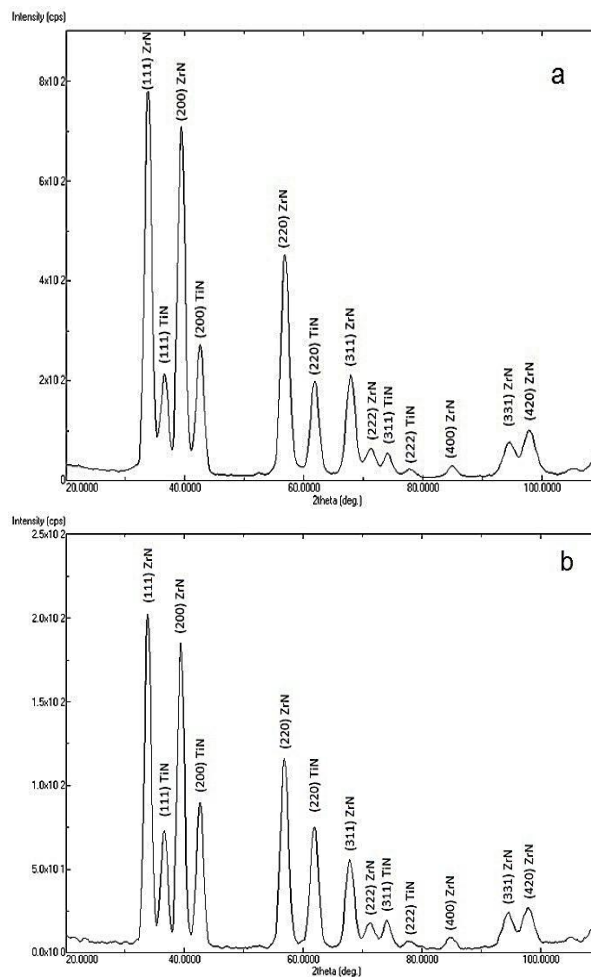 Intensity (cps)
a
8x10 2
6x10 2
4x10 2
2x10 2
0
(111) ZrN
(111) TiN
(200) ZrN
(200) TiN
(220) ZrN
(220) TiN
(311) ZrN
(222) ZrN
(311) TiN
(222) TiN
(400) ZrN
(331) ZrN
(420) ZrN
20.0000 40.0000 60.0000 80.0000 100.0000
2theta (deg.)
Intensity (cps)
b
2.5x10 2
2.0x10 2
1.5x10 2
1.0x10 2
5.0x10 1
0.0x10 0
(111) ZrN
(111) TiN
(200) ZrN
(200) TiN
(220) ZrN
(220) TiN
(311) ZrN
(222) ZrN
(311) TiN
(222) TiN
(400) ZrN
(331) ZrN
(420) ZrN
20.0000 40.0000 60.0000 80.0000 100.0000
2theta (deg.)